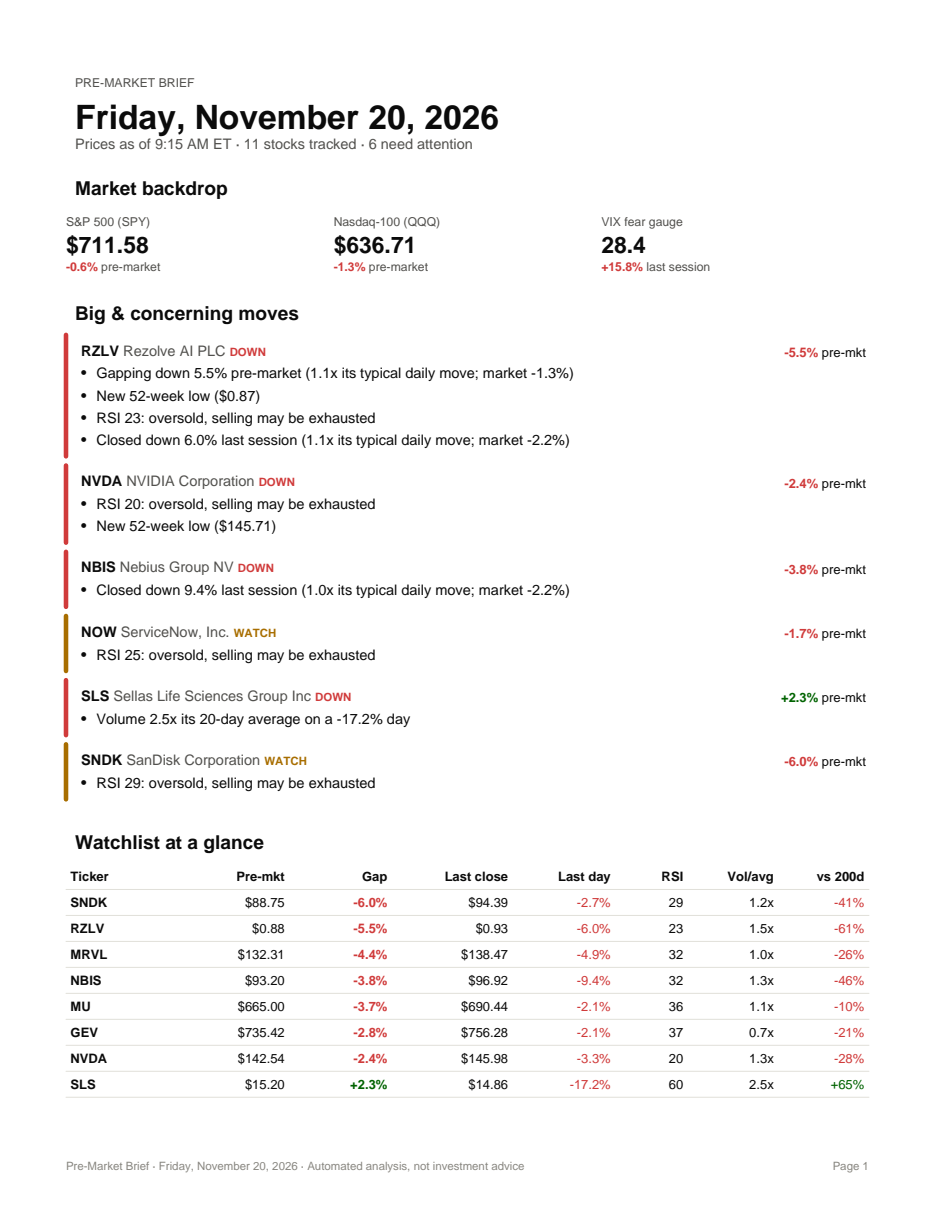 PRE-MARKET BRIEF
Friday, November 20, 2026
Prices as of 9:15 AM ET · 11 stocks tracked · 6 need attention
Market backdrop
S&P 500 (SPY) Nasdaq-100 (QQQ) VIX fear gauge
$711.58 $636.71 28.4
-0.6% pre-market -1.3% pre-market +15.8% last session
Big & concerning moves
RZLV Rezolve AI PLC DOWN -5.5% pre-mkt
• Gapping down 5.5% pre-market (1.1x its typical daily move; market -1.3%)
• New 52-week low ($0.87)
• RSI 23: oversold, selling may be exhausted
• Closed down 6.0% last session (1.1x its typical daily move; market -2.2%)
NVDA NVIDIA Corporation DOWN -2.4% pre-mkt
• RSI 20: oversold, selling may be exhausted
• New 52-week low ($145.71)
NBIS Nebius Group NV DOWN -3.8% pre-mkt
• Closed down 9.4% last session (1.0x its typical daily move; market -2.2%)
NOW ServiceNow, Inc. WATCH -1.7% pre-mkt
• RSI 25: oversold, selling may be exhausted
SLS Sellas Life Sciences Group Inc DOWN +2.3% pre-mkt
• Volume 2.5x its 20-day average on a -17.2% day
SNDK SanDisk Corporation WATCH -6.0% pre-mkt
• RSI 29: oversold, selling may be exhausted
Watchlist at a glance
Ticker Pre-mkt Gap Last close Last day RSI Vol/avg vs 200d
SNDK $88.75 -6.0% $94.39 -2.7% 29 1.2x -41%
RZLV $0.88 -5.5% $0.93 -6.0% 23 1.5x -61%
MRVL $132.31 -4.4% $138.47 -4.9% 32 1.0x -26%
NBIS $93.20 -3.8% $96.92 -9.4% 32 1.3x -46%
MU $665.00 -3.7% $690.44 -2.1% 36 1.1x -10%
GEV $735.42 -2.8% $756.28 -2.1% 37 0.7x -21%
NVDA $142.54 -2.4% $145.98 -3.3% 20 1.3x -28%
SLS $15.20 +2.3% $14.86 -17.2% 60 2.5x +65%
Pre-Market Brief · Friday, November 20, 2026 · Automated analysis, not investment advice Page 1